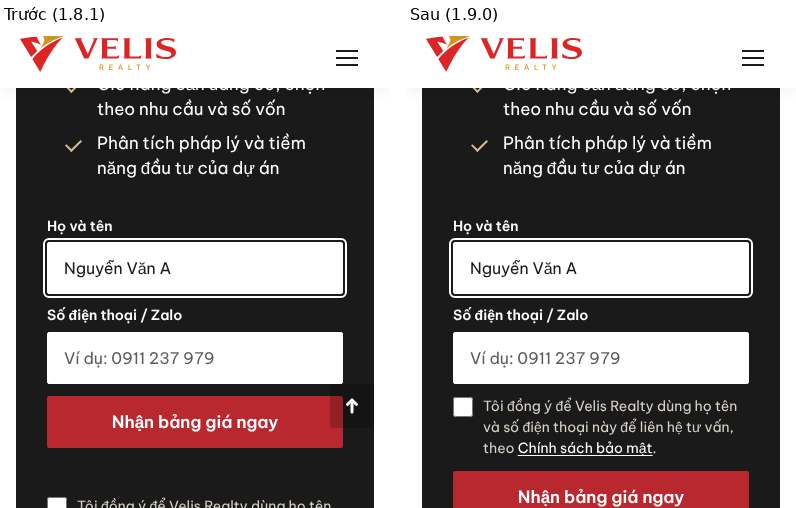 Trước (1.8.1)
VELIS
REALTY
theo nhu cầu và số vốn
Phân tích pháp lý và tiềm
năng đầu tư của dự án
Họ và tên
Nguyễn Văn A
Số điện thoại / Zalo
Ví dụ: 0911 237 979
Nhận bảng giá ngay
Tôi đồng ý để Velis Realty dùng họ tên
Sau (1.9.0)
VELIS
REALTY
theo nhu cầu và số vốn
Phân tích pháp lý và tiềm
năng đầu tư của dự án
Họ và tên
Nguyễn Văn A
Số điện thoại / Zalo
Ví dụ: 0911 237 979
Tôi đồng ý để Velis Realty dùng họ tên
và số điện thoại này để liên hệ tư vấn,
theo Chính sách bảo mật.
Nhận bảng giá ngay